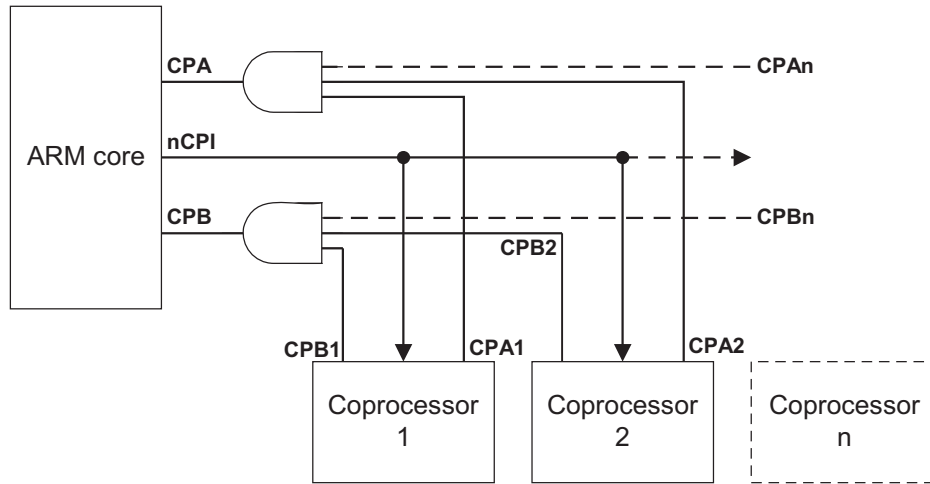 CPA
CPAn
ARM core
nCPI
CPB
CPBn
CPB2
CPB1
CPA1
CPA2
Coprocessor
1
Coprocessor
2
Coprocessor
n